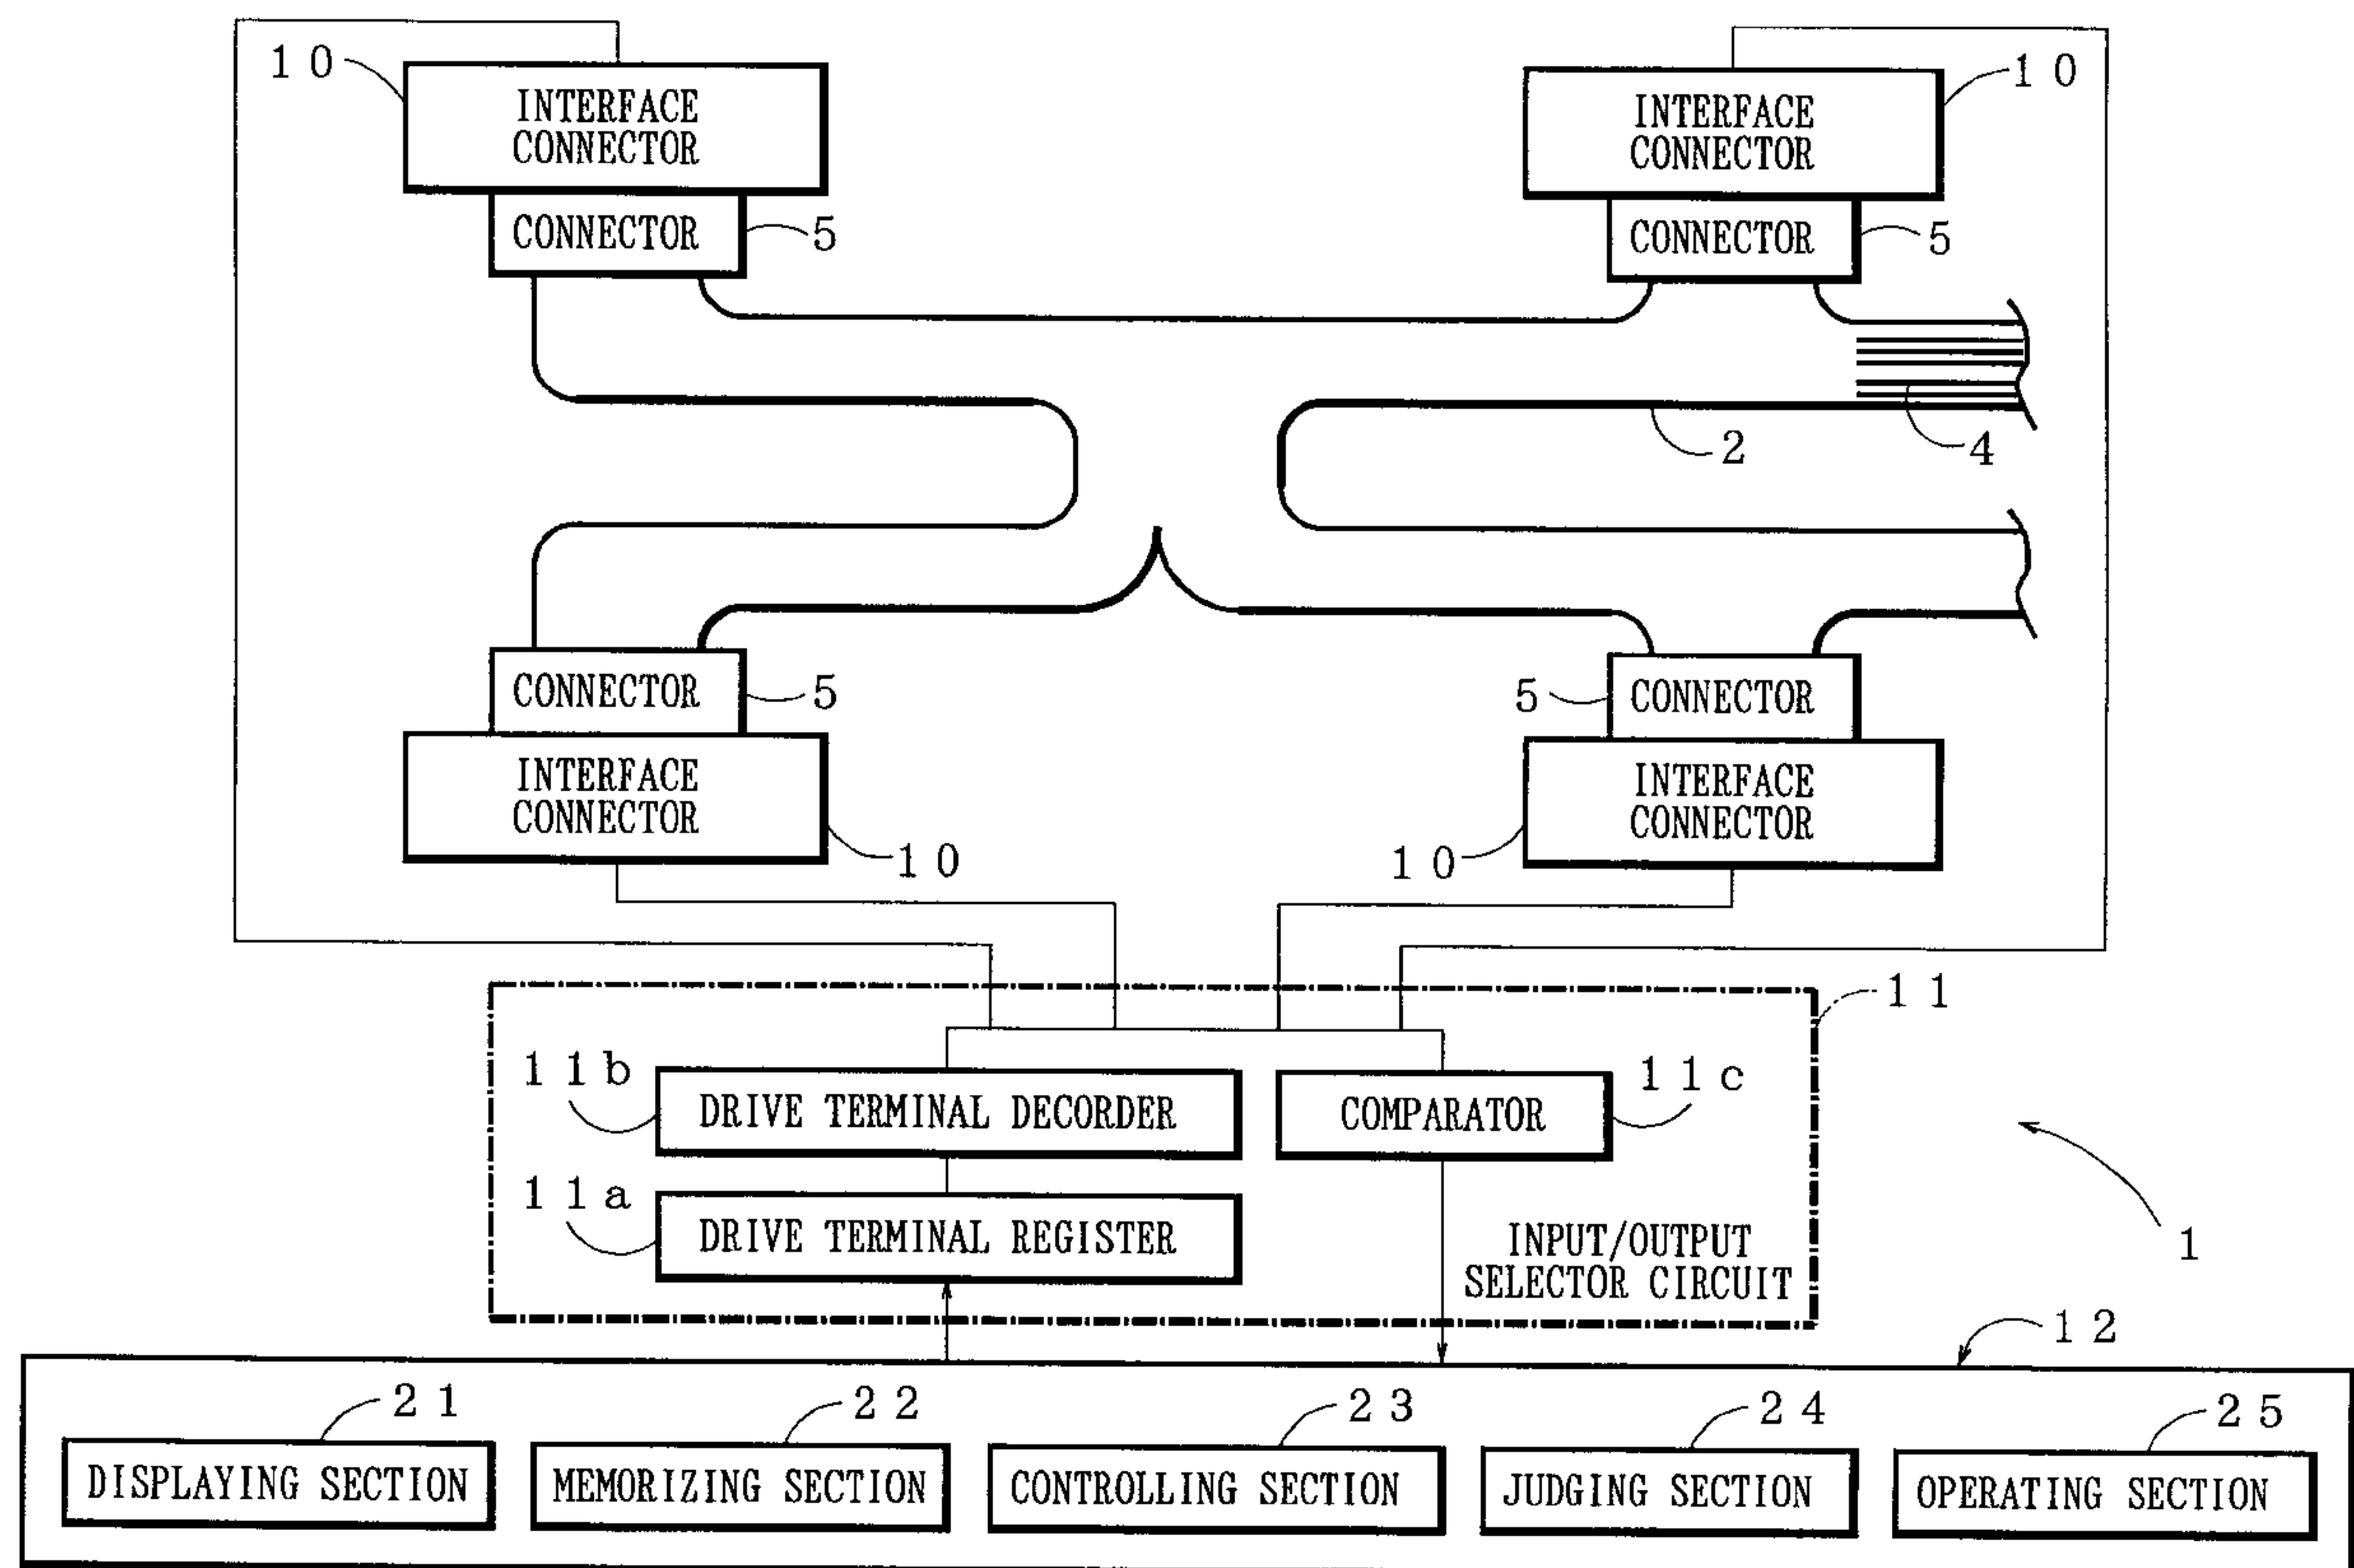 10
INTERFACE
CONNECTOR
CONNECTOR
5
INTERFACE
CONNECTOR
10
CONNECTOR
5
2
4
CONNECTOR
5
INTERFACE
CONNECTOR
10
5
CONNECTOR
INTERFACE
CONNECTOR
10
11
11b
DRIVE TERMINAL DECORDER
COMPARATOR
11c
11a
DRIVE TERMINAL REGISTER
INPUT/OUTPUT
SELECTOR CIRCUIT
1
12
21
22
23
24
25
DISPLAYING SECTION
MEMORIZING SECTION
CONTROLLING SECTION
JUDGING SECTION
OPERATING SECTION